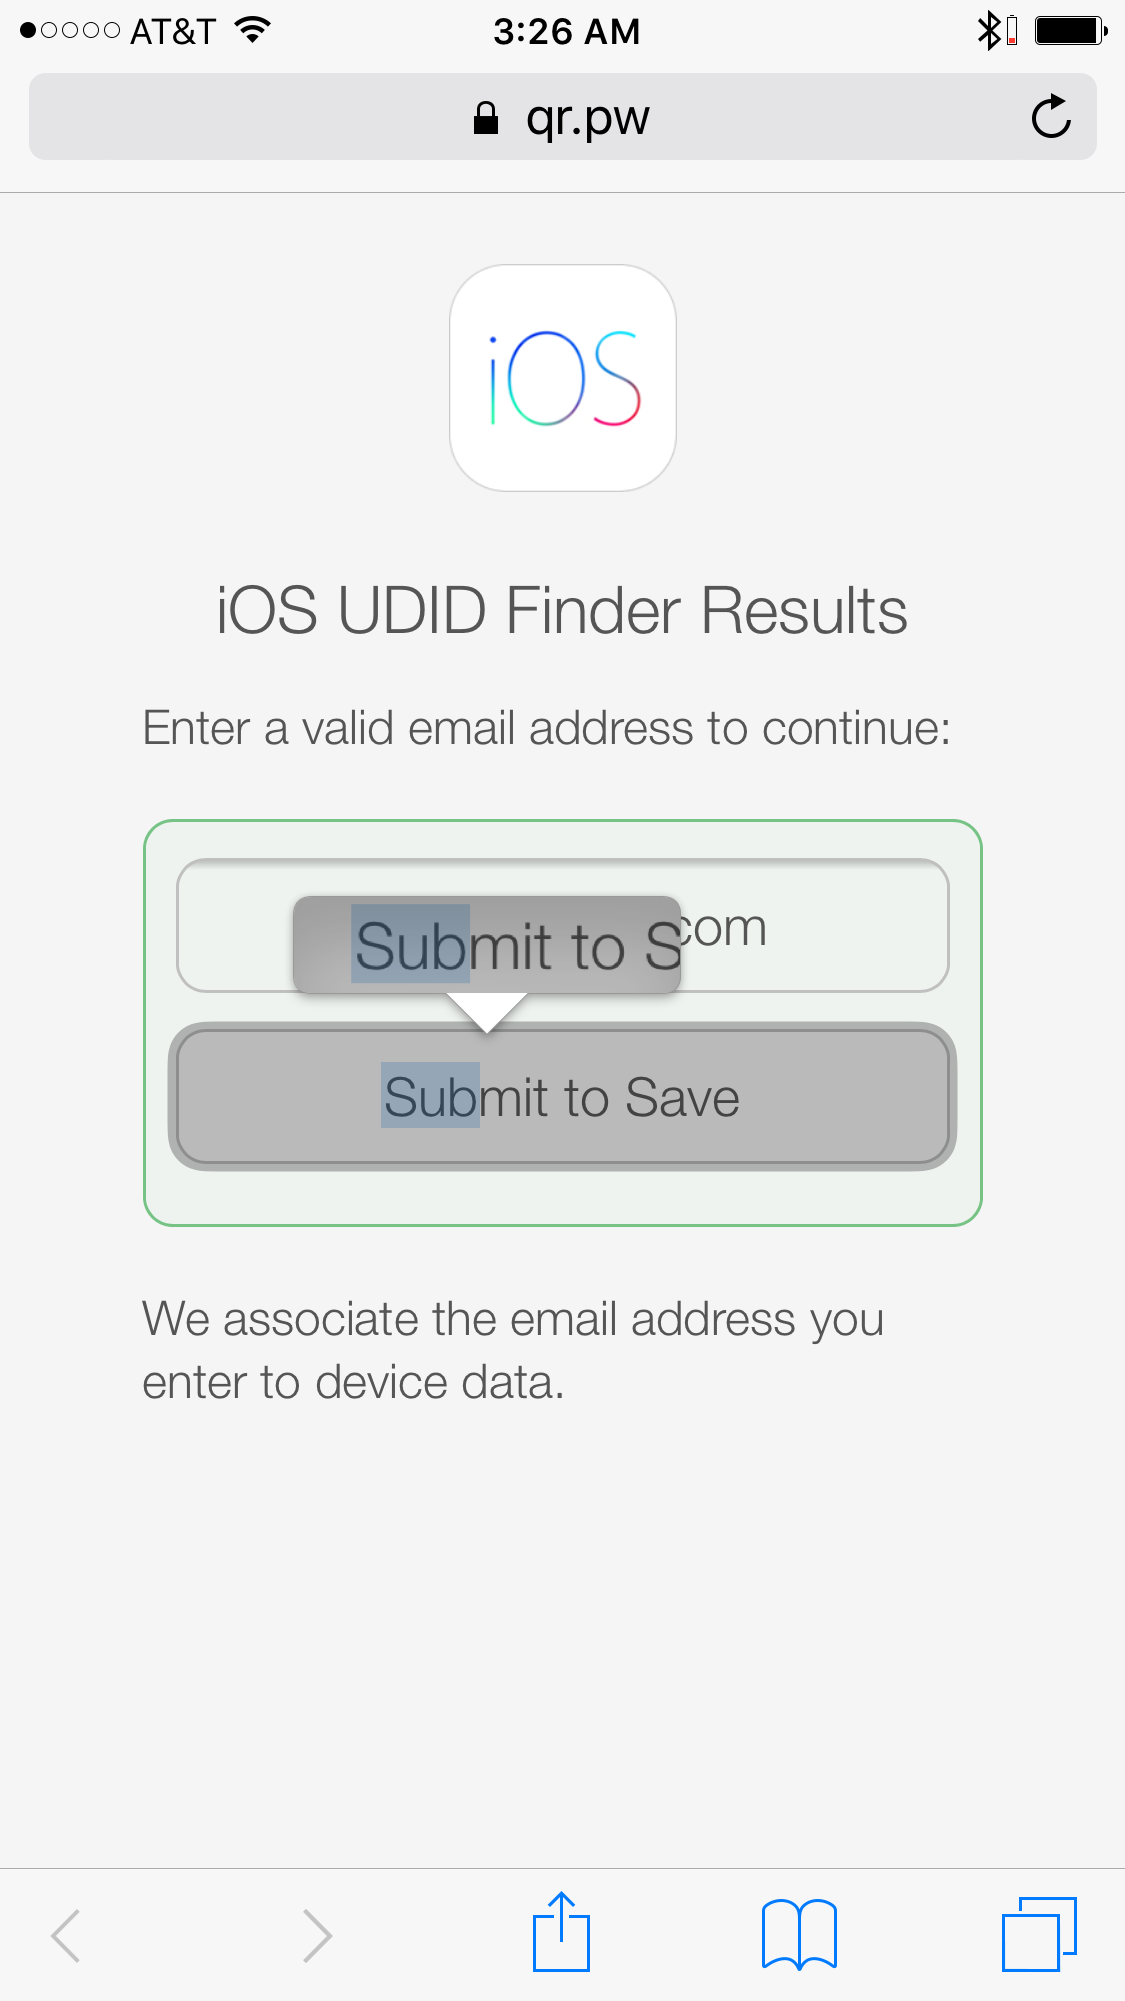 AT&T 3:26 AM
qr.pw
iOS
iOS UDID Finder Results
Enter a valid email address to continue:
Submit to S
com
Submit to Save
We associate the email address you
enter to device data.